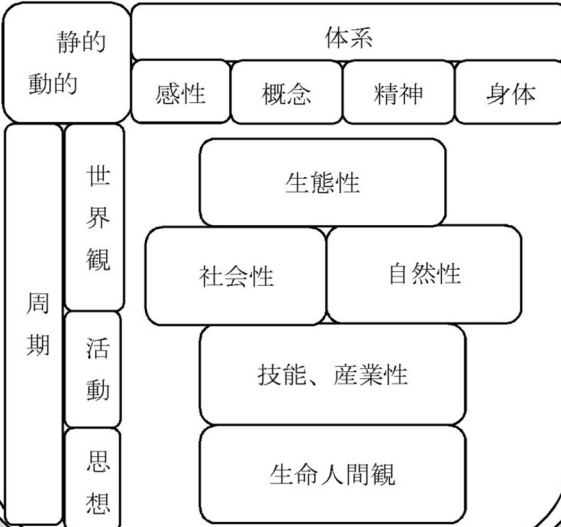 静的
動的
体系
感性
概念
精神
身体
周期
世界観
活動
思想
生態性
社会性
自然性
技能、産業性
生命人間観